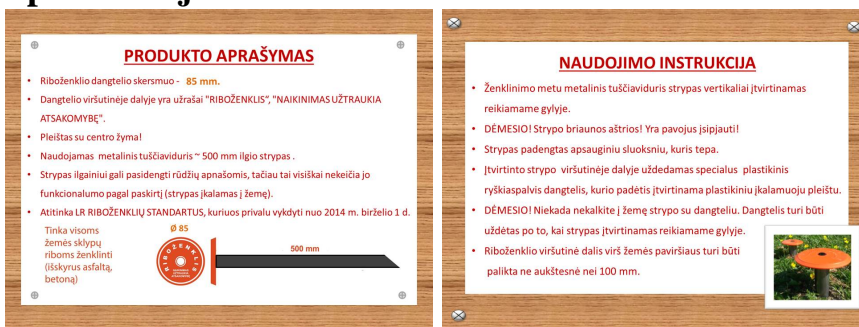 PRODUKTO APRAŠYMAS
• Riboženklio dangtelio skersmuo - 85 mm.
• Dangtelio viršutinėje dalyje yra užrašai "RIBOŽENKLIS", "NAIKINIMAS UŽTRAUKIA
ATSAKOMYBĘ".
• Pleištas su centro žyma!
• Naudojamas metalinis tuščiaviduris ~ 500 mm ilgio strypas .
• Strypas ilgainiui gali pasidengti rūdžių apnašomis, tačiau tai visiškai nekeičia jo
funkcionalumo pagal paskirtį (strypas įkalamas į žemę).
• Atitinka LR RIBOŽENKLIŲ STANDARTUS, kuriuos privalu vykdyti nuo 2014 m. birželio 1 d.
Tinka visoms
žemės sklypų
riboms ženklinti
(išskyrus asfaltą,
betoną)
Ø 85
RIBOŽENKLIS
500 mm
NAUDOJIMO INSTRUKCIJA
• Ženklinimo metu metalinis tuščiaviduris strypas vertikaliai įtvirtinamas
reikiamame gylyje.
• DĖMESIO! Strypo briaunos aštrios! Yra pavojus įsipjauti!
• Strypas padengtas apsauginiu sluoksniu, kuris tepa.
• Įtvirtinto strypo viršutinėje dalyje uždedamas specialus plastikinis
ryškiaspalvis dangtelis, kurio padėtis įtvirtinama plastikiniu įkalamuoju pleištu.
• DĖMESIO! Niekada nekalkite į žemę strypo su dangteliu. Dangtelis turi būti
uždėtas po to, kai strypas įtvirtinamas reikiamame gylyje.
• Riboženklio viršutinė dalis virš žemės paviršiaus turi būti
palikta ne aukštesnė nei 100 mm.